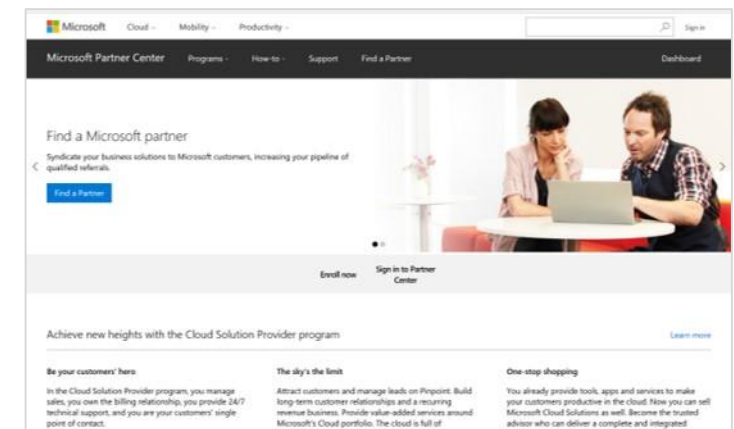 Microsoft Cloud Mobility Productivity Sign in
Microsoft Partner Center Programs How-to Support Find a Partner Dashboard
Find a Microsoft partner
Syndicate your business solutions to Microsoft customers, increasing your pipeline of
qualified referrals.
Find a Partner
Enroll now
Sign in to Partner
Center
Achieve new heights with the Cloud Solution Provider program Learn more
Be your customers' hero
In the Cloud Solution Provider program, you manage
sales, you own the billing relationship, you provide 24/7
technical support, and you are your customers' single
point of contact.
The sky's the limit
Attract customers and manage leads on Pinpoint. Build
long-term customer relationships and a recurring
revenue business. Provide value-added services around
Microsoft's Cloud portfolio. The cloud is full of
One-stop shopping
You already provide tools, apps and services to make
your customers productive in the cloud. Now you can sell
Microsoft Cloud Solutions as well. Become the trusted
advisor who can deliver a complete and integrated